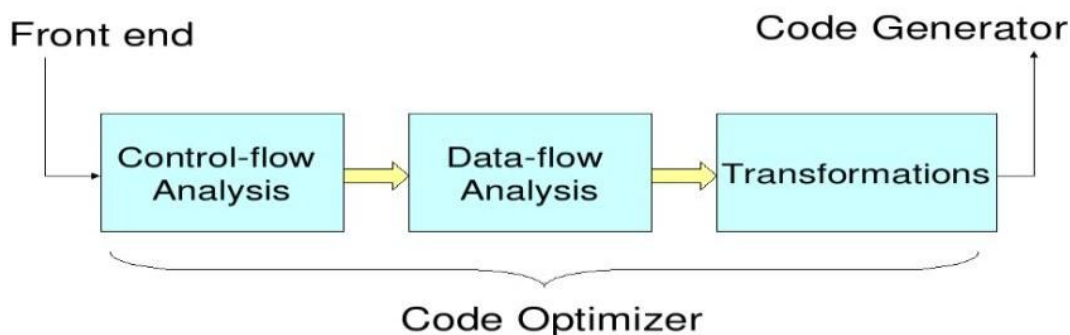 Front end
Code Generator
Control-flow
Analysis
Data-flow
Analysis
Transformations
Code Optimizer